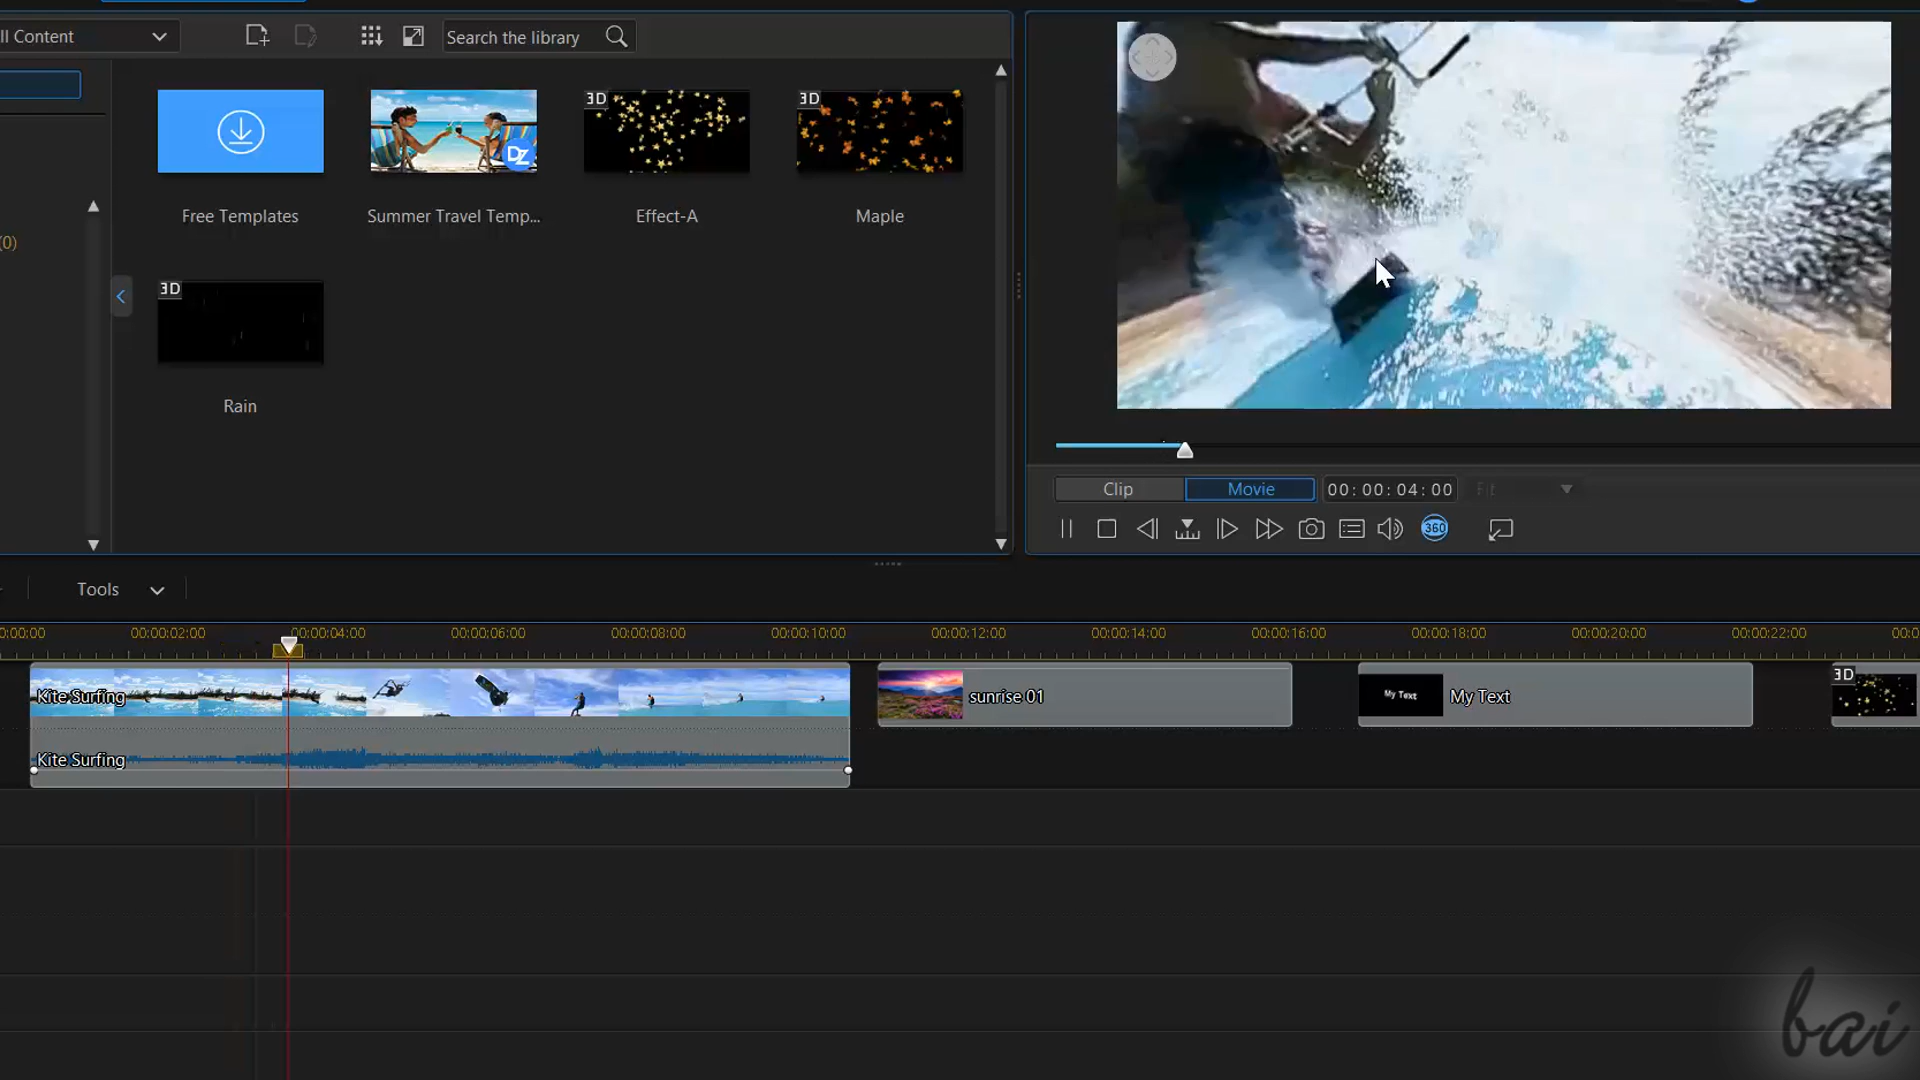 ll Content
Search the library
Free Templates
DZ
Summer Travel Temp...
3D
Effect-A
3D
Maple
(0)
3D
Rain
Clip
Movie
00:00:04:00
Fit
360
Tools
0:00:00
00:00:02:00
00:00:04:00
00:00:06:00
00:00:08:00
00:00:10:00
00:00:12:00
00:00:14:00
00:00:16:00
00:00:18:00
00:00:20:00
00:00:22:00
00:0
Kite Surfing
sunrise 01
My Text
My Text
3D
Kite Surfing
bai